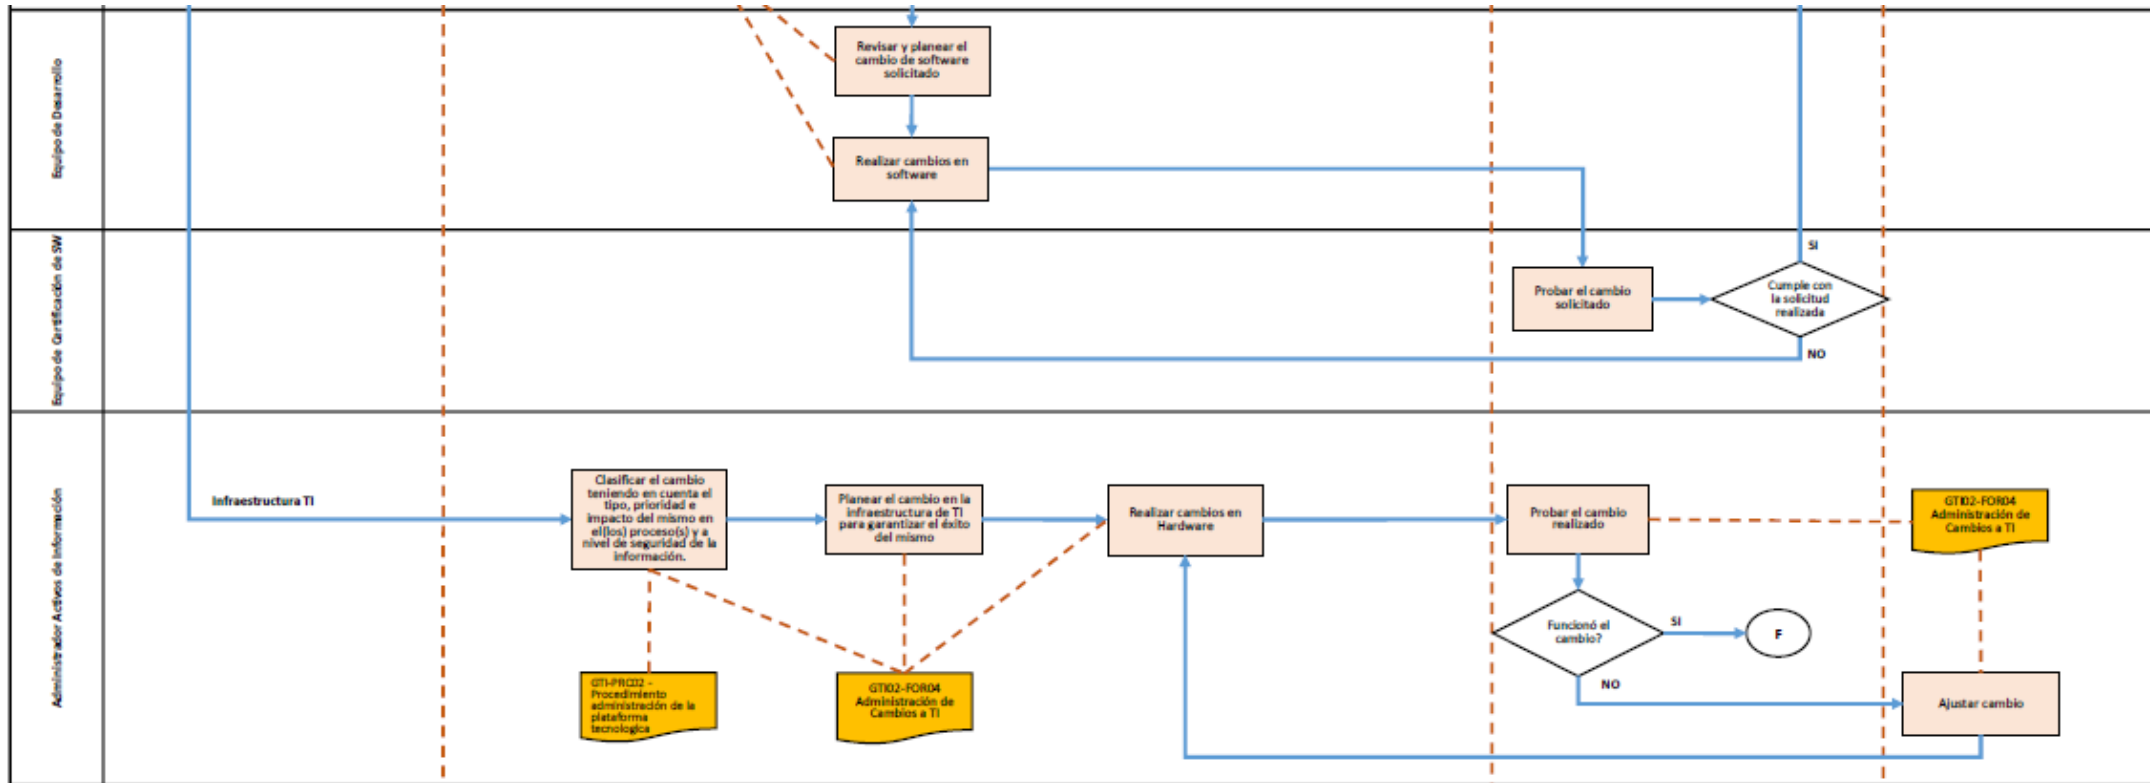 Equipo de Desarrollo
Revisar y planear el
cambio de software
solicitado
Realizar cambios en
software
Equipo de Certificación de SW
Probar el cambio
solicitado
SI
Cumple con
la solicitud
realizada
NO
Administrador Activos de Información
Infraestructura TI
Clasificar el cambio
teniendo en cuenta el
tipo, prioridad e
impacto del mismo en
el(los) proceso(s) y a
nivel de seguridad de la
información.
Planear el cambio en la
infraestructura de TI
para garantizar el éxito
del mismo
Realizar cambios en
Hardware
Probar el cambio
realizado
GTI02-FOR04
Administración de
Cambios a TI
Funcionó el
cambio?
SI
F
NO
GTI-PRC02 -
Procedimiento
administración de la
plataforma
tecnologica
GTI02-FOR04
Administración de
Cambios a TI
Ajustar cambio